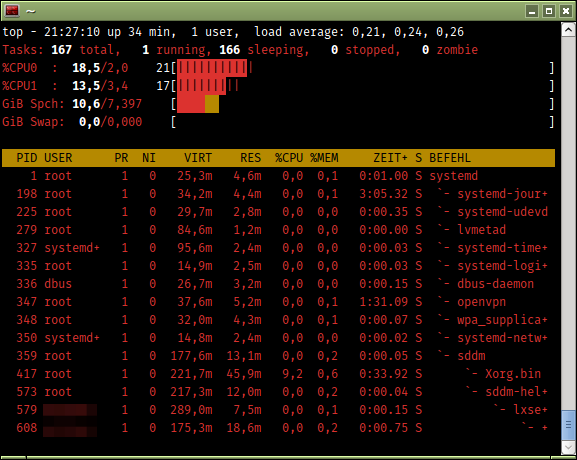 ~
top - 21:27:10 up 34 min,  1 user,  load average: 0,21, 0,24, 0,26
Tasks: 167 total,   1 running, 166 sleeping,   0 stopped,   0 zombie
%CPU0  :  18,5/2,0    21[||||||||||| ]
%CPU1  :  13,5/3,4    17[||||||||| ]
GiB Spch: 10,6/7,397    [ ]
GiB Swap:  0,0/0,000    [ ]
PID USER PR NI VIRT RES %CPU %MEM ZEIT+ S BEFEHL
1 root 1 0 25,3m 4,6m 0,0 0,1 0:01.00 S systemd
198 root 1 0 34,2m 4,4m 0,0 0,1 3:05.32 S `- systemd-jour+
225 root 1 0 29,7m 2,8m 0,0 0,0 0:00.35 S `- systemd-udevd
279 root 1 0 84,6m 1,2m 0,0 0,0 0:00.00 S `- lvmetad
327 systemd+ 1 0 95,6m 2,4m 0,0 0,0 0:00.03 S `- systemd-time+
335 root 1 0 14,9m 2,5m 0,0 0,0 0:00.03 S `- systemd-logi+
336 dbus 1 0 26,7m 3,2m 0,0 0,0 0:00.15 S `- dbus-daemon
347 root 1 0 37,6m 5,2m 0,0 0,1 1:31.09 S `- openvpn
348 root 1 0 32,0m 4,3m 0,0 0,1 0:00.07 S `- wpa_supplica+
350 systemd+ 1 0 14,8m 2,4m 0,0 0,0 0:00.02 S `- systemd-netw+
359 root 1 0 177,6m 13,1m 0,0 0,2 0:00.05 S `- sddm
417 root 1 0 221,7m 45,9m 9,2 0,6 0:33.92 S `- Xorg.bin
573 root 1 0 217,3m 12,0m 0,0 0,2 0:00.04 S `- sddm-hel+
579 1 0 289,0m 7,5m 0,0 0,1 0:00.15 S `- lxse+
608 1 0 175,3m 18,6m 0,0 0,2 0:00.75 S `- +